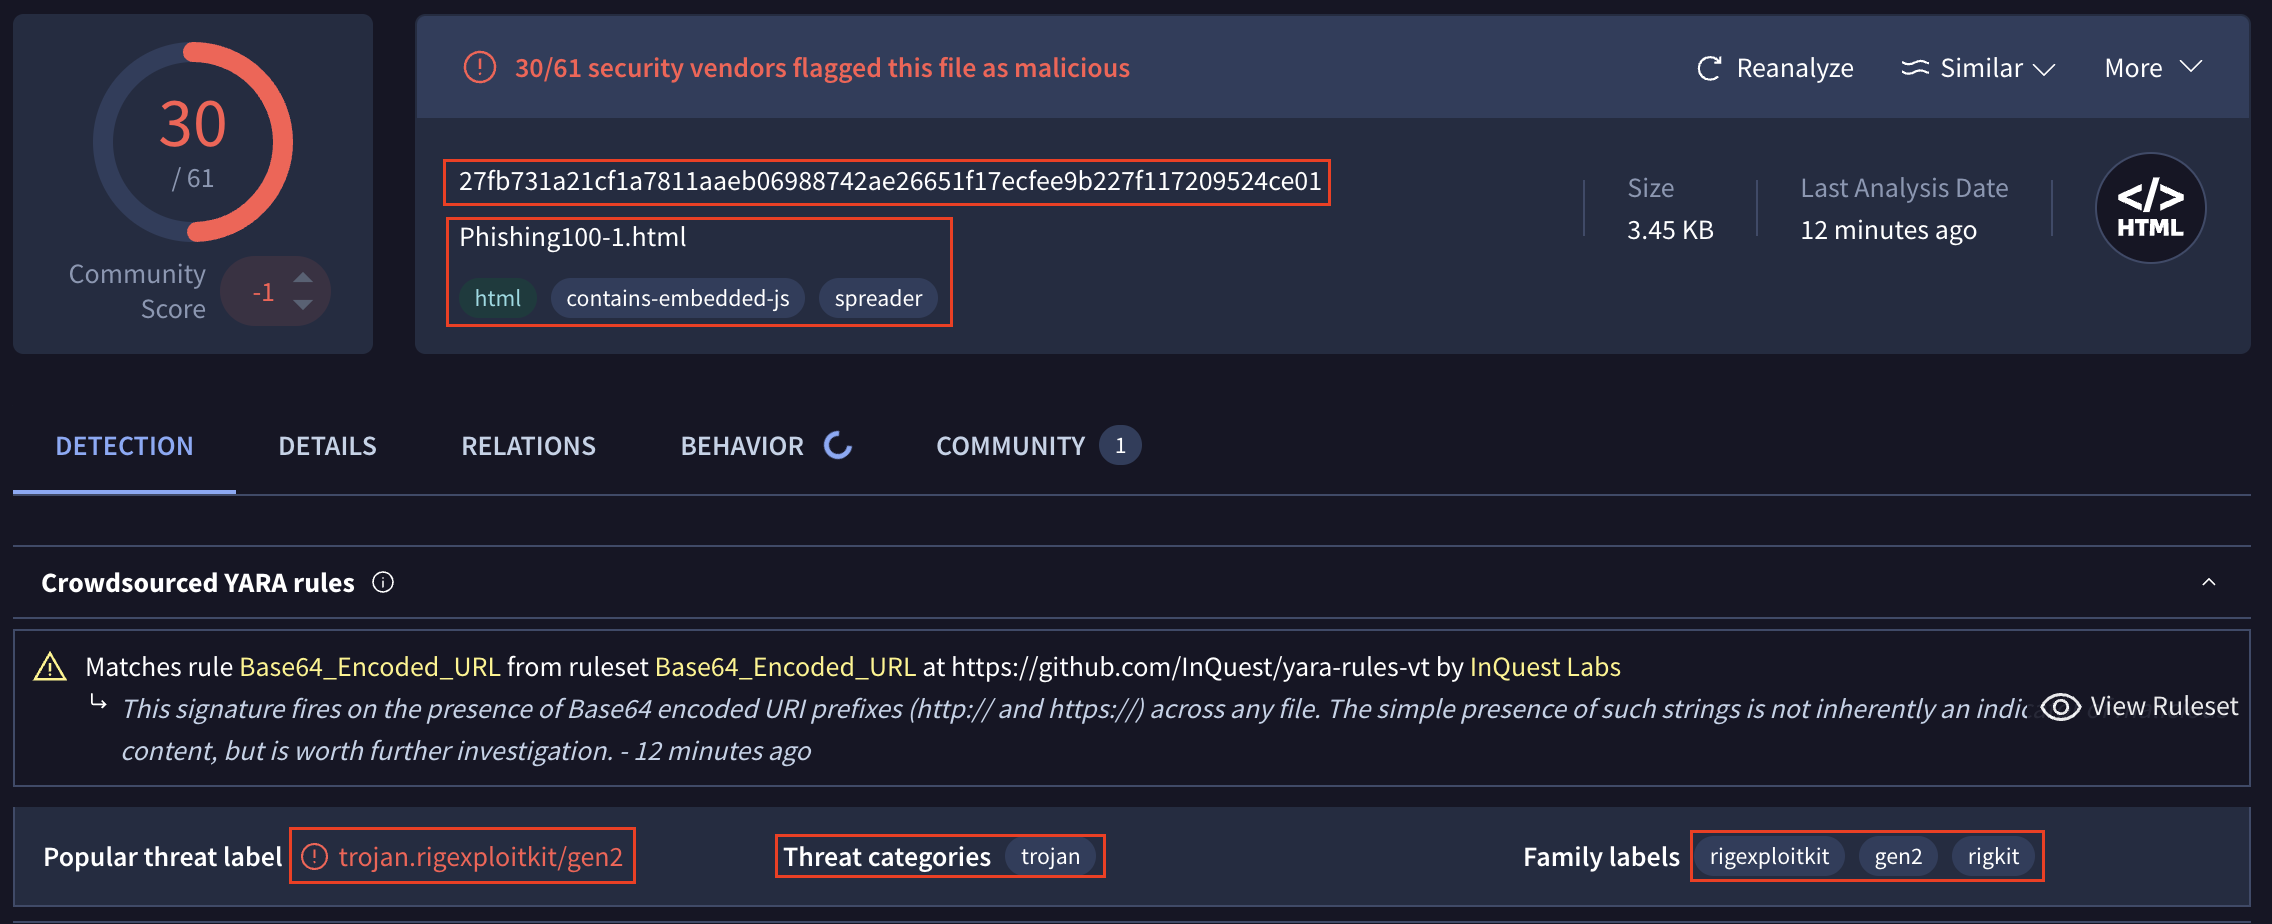 30
/ 61
Community Score
-1
30/61 security vendors flagged this file as malicious
Reanalyze
Similar
More
27fb731a21cf1a7811aaeb06988742ae26651f17ecfee9b227f117209524ce01
Phishing100-1.html
html contains-embedded-js spreader
Size
3.45 KB
Last Analysis Date
12 minutes ago
</> HTML
DETECTION
DETAILS
RELATIONS
BEHAVIOR
COMMUNITY 1
Crowdsourced YARA rules
Matches rule Base64_Encoded_URL from ruleset Base64_Encoded_URL at https://github.com/InQuest/yara-rules-vt by InQuest Labs
This signature fires on the presence of Base64 encoded URI prefixes (http:// and https://) across any file. The simple presence of such strings is not inherently an indic
View Ruleset
content, but is worth further investigation. - 12 minutes ago
Popular threat label trojan.rigexploitkit/gen2
Threat categories trojan
Family labels rigexploitkit gen2 rigkit